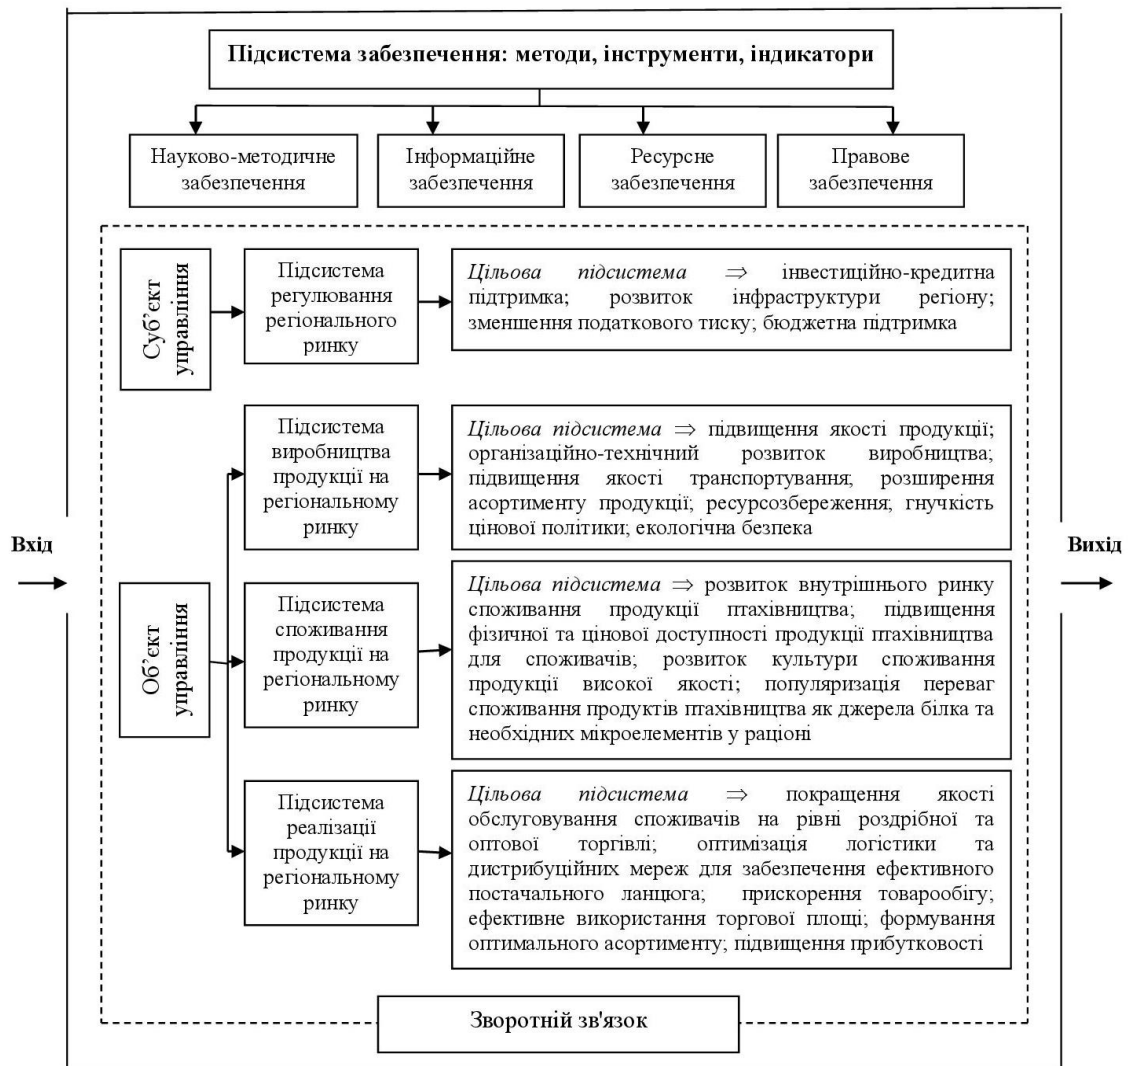 Підсистема забезпечення: методи, інструменти, індикатори
Науково-методичне
забезпечення
Інформаційне
забезпечення
Ресурсне
забезпечення
Правове
забезпечення
Суб’єкт
управління
Підсистема
регулювання
регіонального
ринку
Цільова підсистема ⇒ інвестиційно-кредитна
підтримка; розвиток інфраструктури регіону;
зменшення податкового тиску; бюджетна підтримка
Підсистема
виробництва
продукції на
регіональному
ринку
Цільова підсистема ⇒ підвищення якості продукції;
організаційно-технічний розвиток виробництва;
підвищення якості транспортування; розширення
асортименту продукції; ресурсозбереження; гнучкість
цінової політики; екологічна безпека
Вхід
Вихід
Об’єкт
управління
Підсистема
споживання
продукції на
регіональному
ринку
Цільова підсистема ⇒ розвиток внутрішнього ринку
споживання продукції птахівництва; підвищення
фізичної та цінової доступності продукції птахівництва
для споживачів; розвиток культури споживання
продукції високої якості; популяризація переваг
споживання продуктів птахівництва як джерела білка та
необхідних мікроелементів у раціоні
Підсистема
реалізації
продукції на
регіональному
ринку
Цільова підсистема ⇒ покращення якості
обслуговування споживачів на рівні роздрібної та
оптової торгівлі; оптимізація логістики та
дистрибуційних мереж для забезпечення ефективного
постачального ланцюга; прискорення товарообігу;
ефективне використання торгової площі; формування
оптимального асортименту; підвищення прибутковості
Зворотній зв'язок